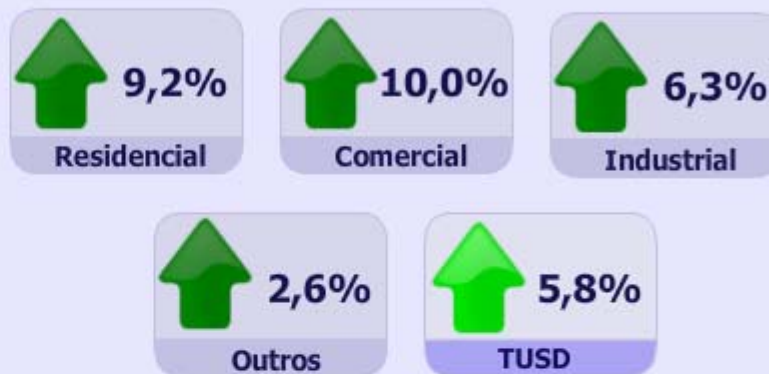 9,2%
Residencial
10,0%
Comercial
6,3%
Industrial
2,6%
Outros
5,8%
TUSD